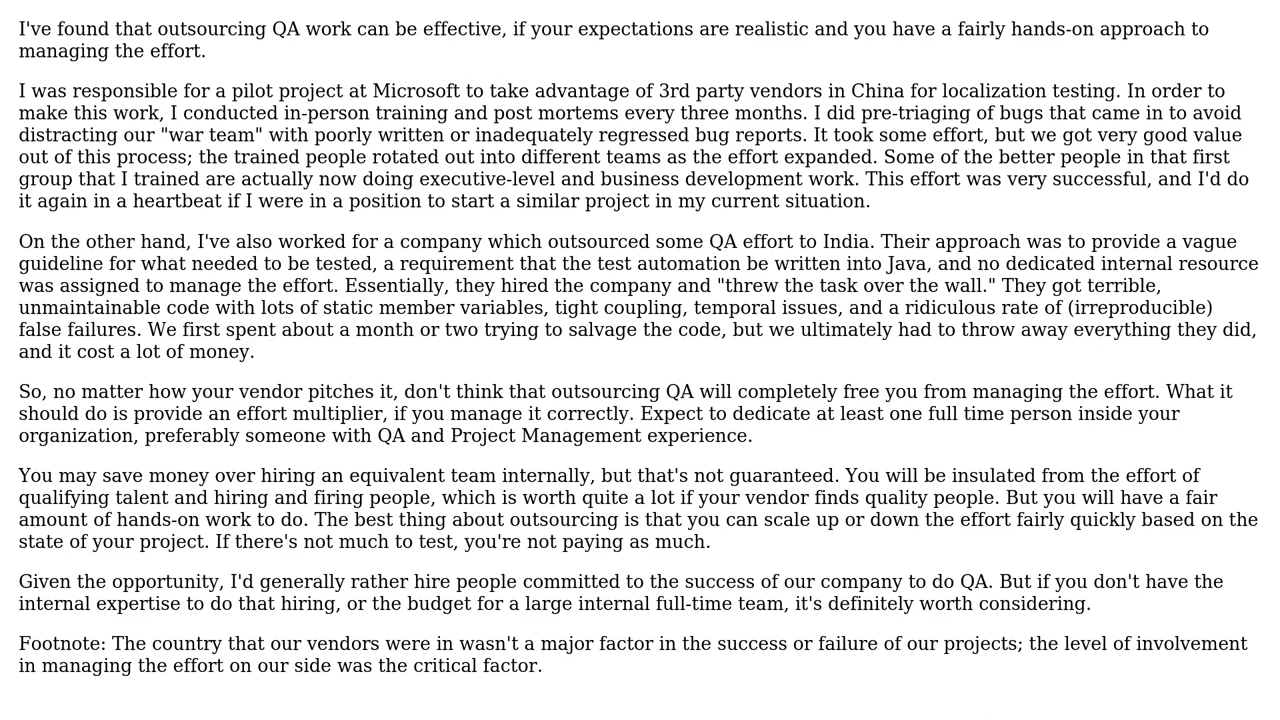 I've found that outsourcing QA work can be effective, if your expectations are realistic and you have a fairly hands-on approach to
managing the effort.
I was responsible for a pilot project at Microsoft to take advantage of 3rd party vendors in China for localization testing. In order to
make this work, I conducted in-person training and post mortems every three months. I did pre-triaging of bugs that came in to avoid
distracting our "war team" with poorly written or inadequately regressed bug reports. It took some effort, but we got very good value
out of this process; the trained people rotated out into different teams as the effort expanded. Some of the better people in that first
group that I trained are actually now doing executive-level and business development work. This effort was very successful, and I'd do
it again in a heartbeat if I were in a position to start a similar project in my current situation.
On the other hand, I've also worked for a company which outsourced some QA effort to India. Their approach was to provide a vague
guideline for what needed to be tested, a requirement that the test automation be written into Java, and no dedicated internal resource
was assigned to manage the effort. Essentially, they hired the company and "threw the task over the wall." They got terrible,
unmaintainable code with lots of static member variables, tight coupling, temporal issues, and a ridiculous rate of (irreproducible)
false failures. We first spent about a month or two trying to salvage the code, but we ultimately had to throw away everything they did,
and it cost a lot of money.
So, no matter how your vendor pitches it, don't think that outsourcing QA will completely free you from managing the effort. What it
should do is provide an effort multiplier, if you manage it correctly. Expect to dedicate at least one full time person inside your
organization, preferably someone with QA and Project Management experience.
You may save money over hiring an equivalent team internally, but that's not guaranteed. You will be insulated from the effort of
qualifying talent and hiring and firing people, which is worth quite a lot if your vendor finds quality people. But you will have a fair
amount of hands-on work to do. The best thing about outsourcing is that you can scale up or down the effort fairly quickly based on the
state of your project. If there's not much to test, you're not paying as much.
Given the opportunity, I'd generally rather hire people committed to the success of our company to do QA. But if you don't have the
internal expertise to do that hiring, or the budget for a large internal full-time team, it's definitely worth considering.
Footnote: The country that our vendors were in wasn't a major factor in the success or failure of our projects; the level of involvement
in managing the effort on our side was the critical factor.